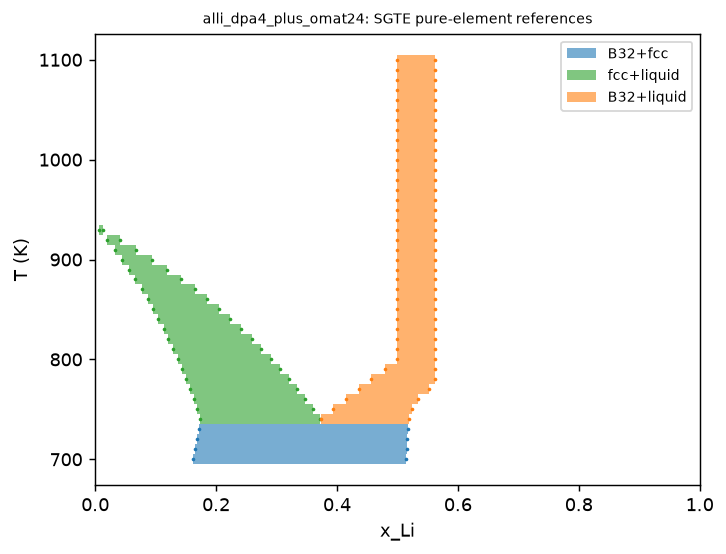 alli_dpa4_plus_omat24: SGTE pure-element references
B32+fcc
fcc+liquid
B32+liquid
1100
1000
900
800
700
T (K)
0.0 0.2 0.4 0.6 0.8 1.0
x_Li